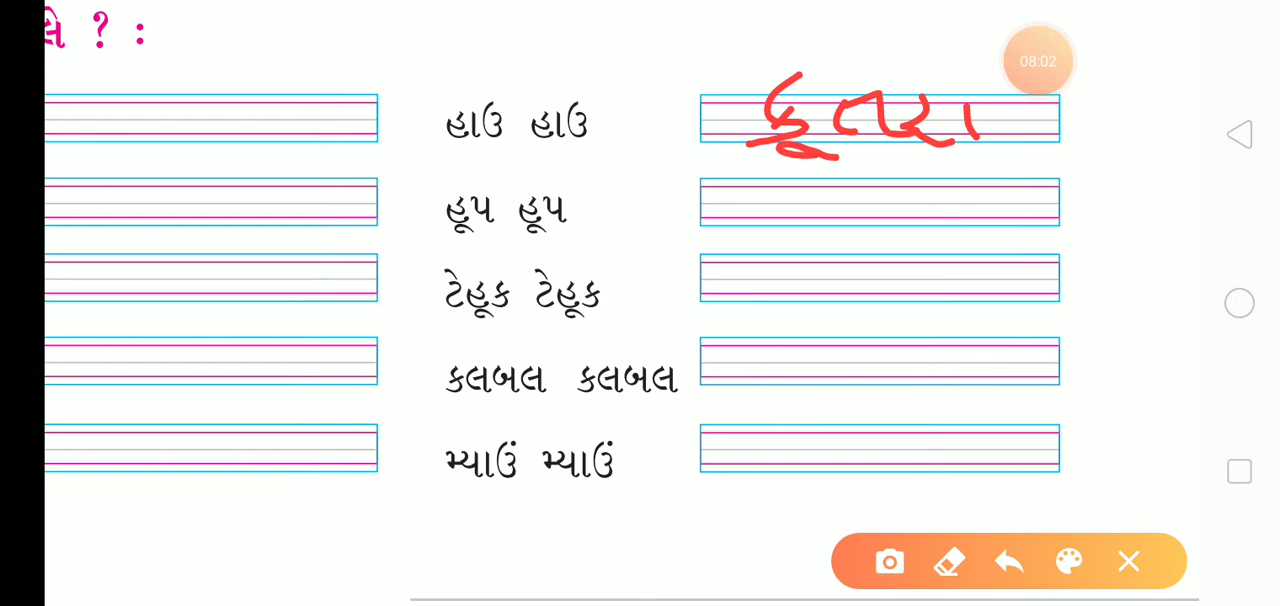 લે ? :
08:02
હાઉ હાઉ કૂતરા
હૂપ હૂપ
ટેહૂક ટેહૂક
કલબલ કલબલ
મ્યાઉં મ્યાઉં